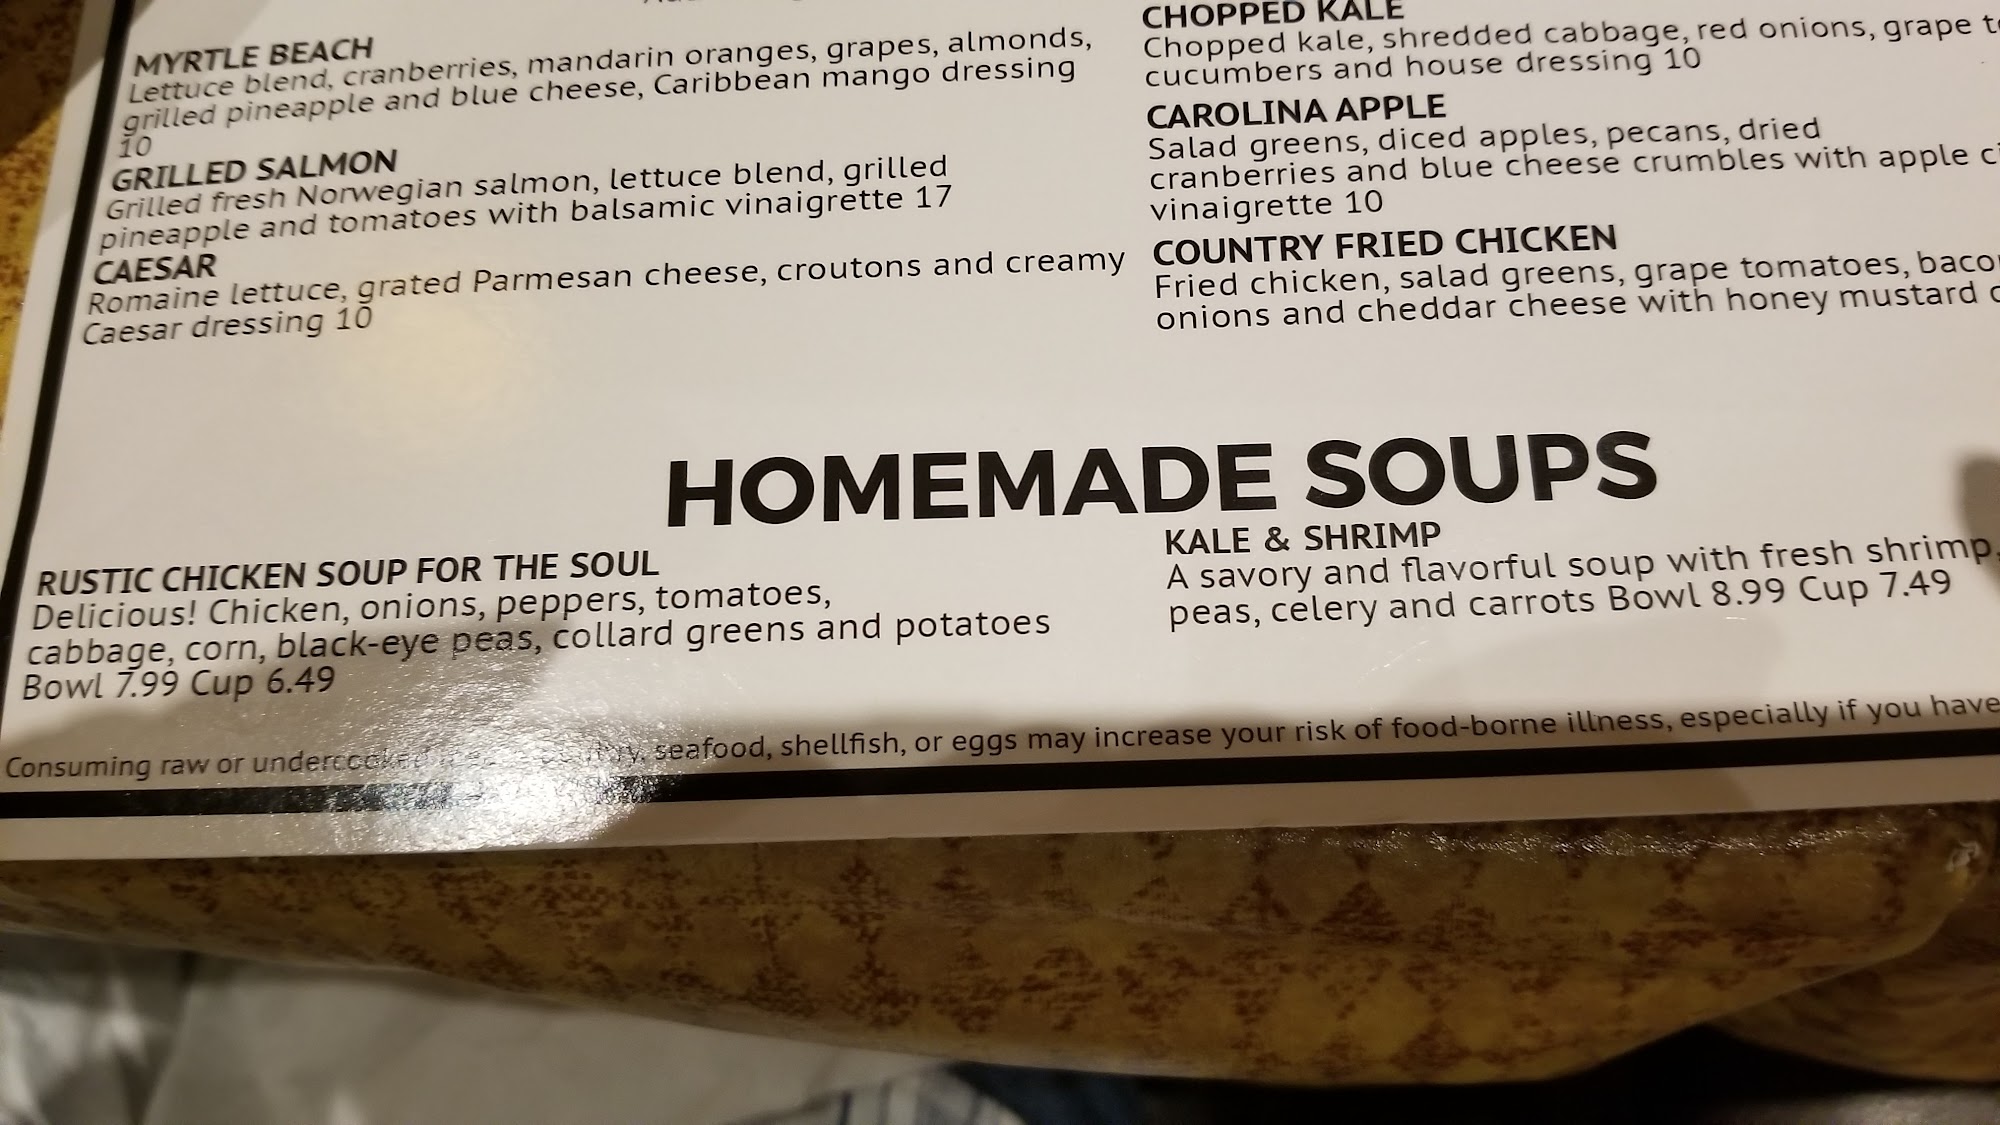 MYRTLE BEACH
Lettuce blend, cranberries, mandarin oranges, grapes, almonds,
grilled pineapple and blue cheese, Caribbean mango dressing
10
GRILLED SALMON
Grilled fresh Norwegian salmon, lettuce blend, grilled
pineapple and tomatoes with balsamic vinaigrette 17
CAESAR
Romaine lettuce, grated Parmesan cheese, croutons and creamy
Caesar dressing 10
CHOPPED KALE
Chopped kale, shredded cabbage, red onions, grape
cucumbers and house dressing 10
CAROLINA APPLE
Salad greens, diced apples, pecans, dried
cranberries and blue cheese crumbles with apple
vinaigrette 10
COUNTRY FRIED CHICKEN
Fried chicken, salad greens, grape tomatoes,
onions and cheddar cheese with honey mustard
HOMEMADE SOUPS
RUSTIC CHICKEN SOUP FOR THE SOUL
Delicious! Chicken, onions, peppers, tomatoes,
cabbage, corn, black-eye peas, collard greens and potatoes
Bowl 7.99 Cup 6.49
KALE & SHRIMP
A savory and flavorful soup with fresh shrimp,
peas, celery and carrots Bowl 8.99 Cup 7.49
Consuming raw or undercooked seafood, shellfish, or eggs may increase your risk of food-borne illness, especially if you have